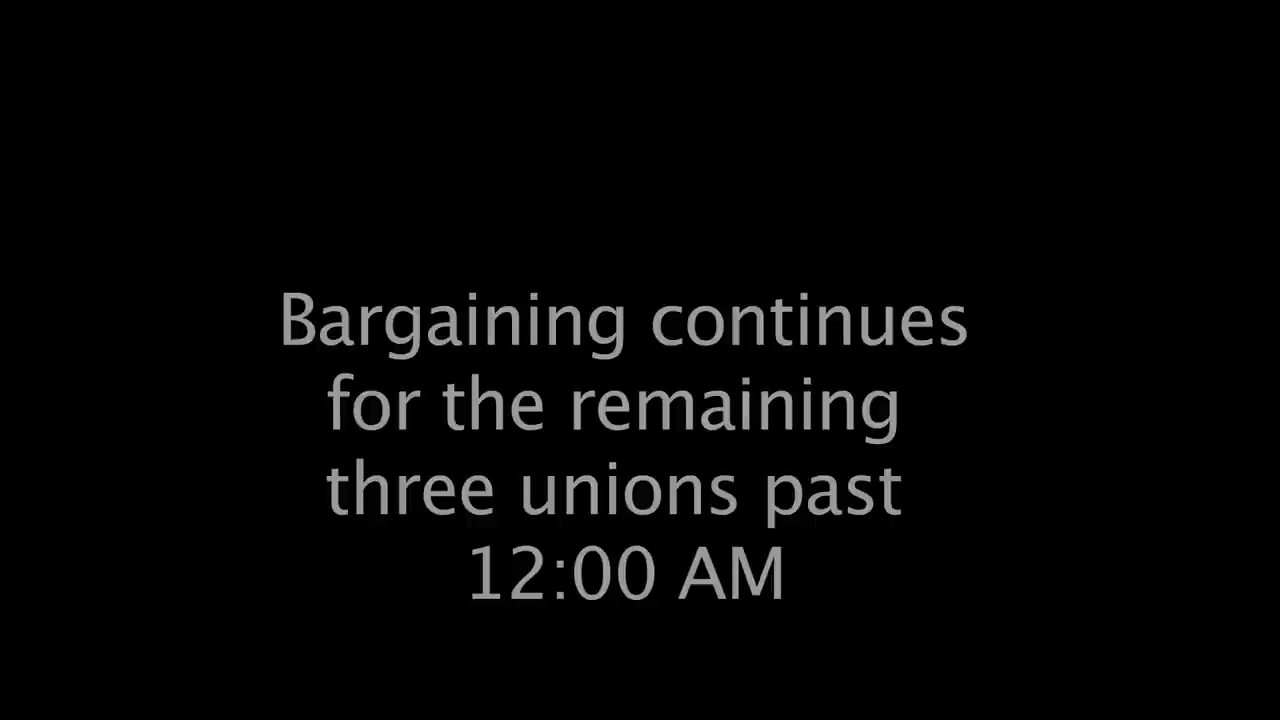 Bargaining continues
for the remaining
three unions past
12:00 AM